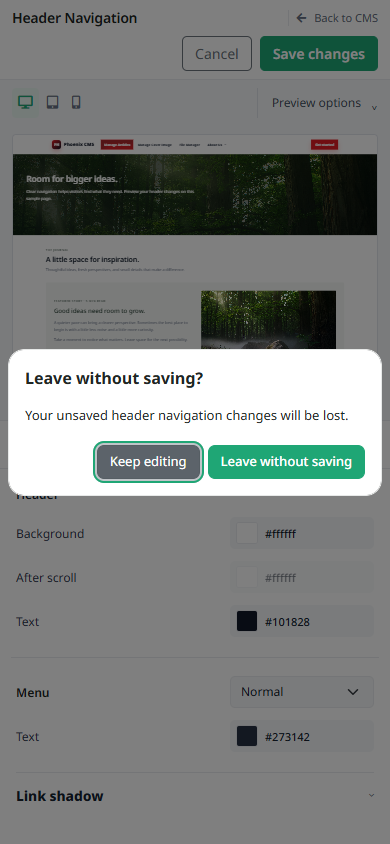 Header Navigation
Back to CMS
Cancel
Save changes
Preview options
Phoenix CMS
Room for bigger ideas.
A little space for inspiration.
Good ideas need room to grow.
Leave without saving?
Your unsaved header navigation changes will be lost.
Keep editing
Leave without saving
Header
Background
#ffffff
After scroll
#ffffff
Text
#101828
Menu
Normal
Text
#273142
Link shadow